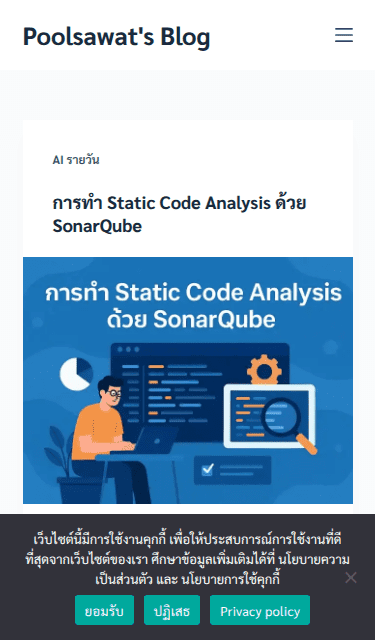 Poolsawat's Blog
AI รายวัน
การทำ Static Code Analysis ด้วย
SonarQube
การทำ Static Code Analysis
ด้วย SonarQube
เว็บไซต์นี้มีการใช้งานคุกกี้ เพื่อให้ประสบการณ์การใช้งานที่ดี
ที่สุดจากเว็บไซต์ของเรา ศึกษาข้อมูลเพิ่มเติมได้ที่ นโยบายความ
เป็นส่วนตัว และ นโยบายการใช้คุกกี้
ยอมรับ ปฏิเสธ Privacy policy